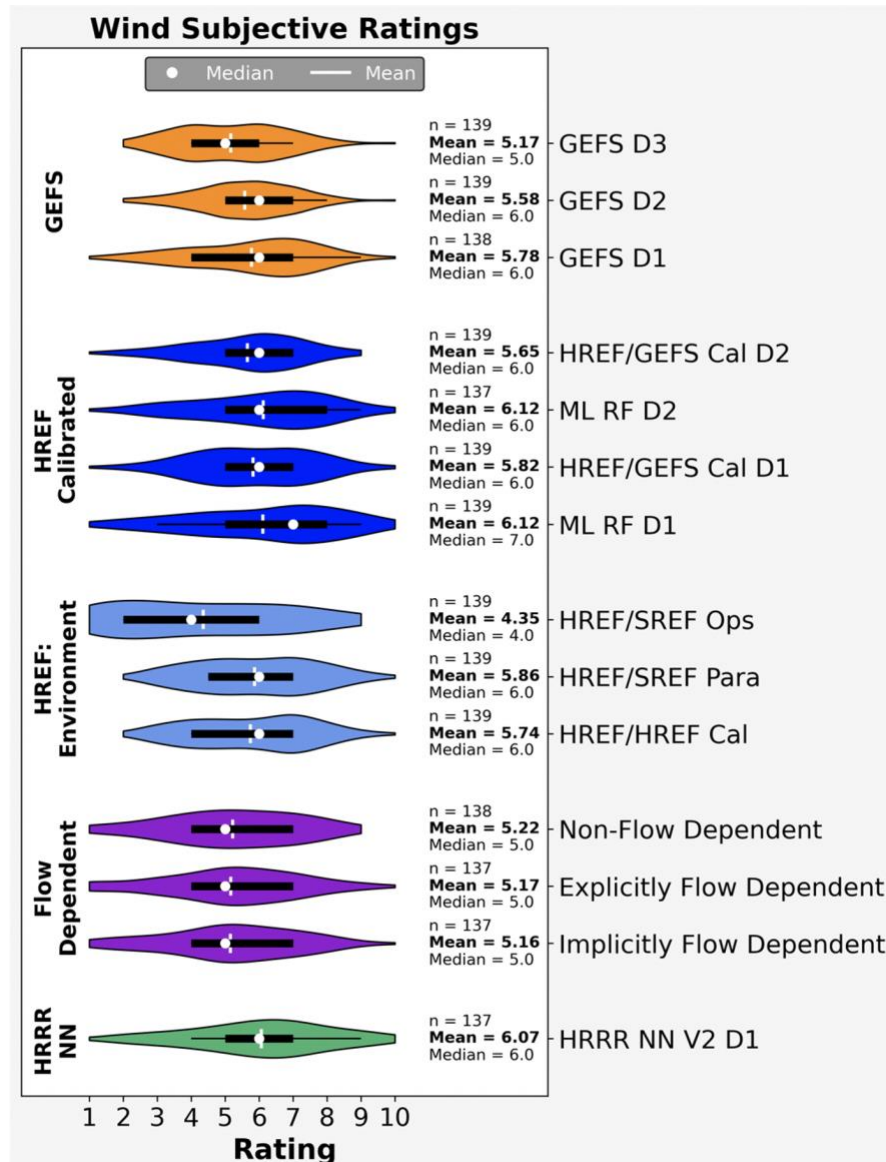 Wind Subjective Ratings
Median Mean
GEFS
n = 139
Mean = 5.17
Median = 5.0
GEFS D3
n = 139
Mean = 5.58
Median = 6.0
GEFS D2
n = 138
Mean = 5.78
Median = 6.0
GEFS D1
HREF
Calibrated
n = 139
Mean = 5.65
Median = 6.0
HREF/GEFS Cal D2
n = 137
Mean = 6.12
Median = 6.0
ML RF D2
n = 139
Mean = 5.82
Median = 6.0
HREF/GEFS Cal D1
n = 139
Mean = 6.12
Median = 7.0
ML RF D1
HREF:
Environment
n = 139
Mean = 4.35
Median = 4.0
HREF/SREF Ops
n = 139
Mean = 5.86
Median = 6.0
HREF/SREF Para
n = 139
Mean = 5.74
Median = 6.0
HREF/HREF Cal
Flow
Dependent
n = 138
Mean = 5.22
Median = 5.0
Non-Flow Dependent
n = 137
Mean = 5.17
Median = 5.0
Explicitly Flow Dependent
n = 137
Mean = 5.16
Median = 5.0
Implicitly Flow Dependent
HRRR
NN
n = 137
Mean = 6.07
Median = 6.0
HRRR NN V2 D1
1 2 3 4 5 6 7 8 9 10
Rating